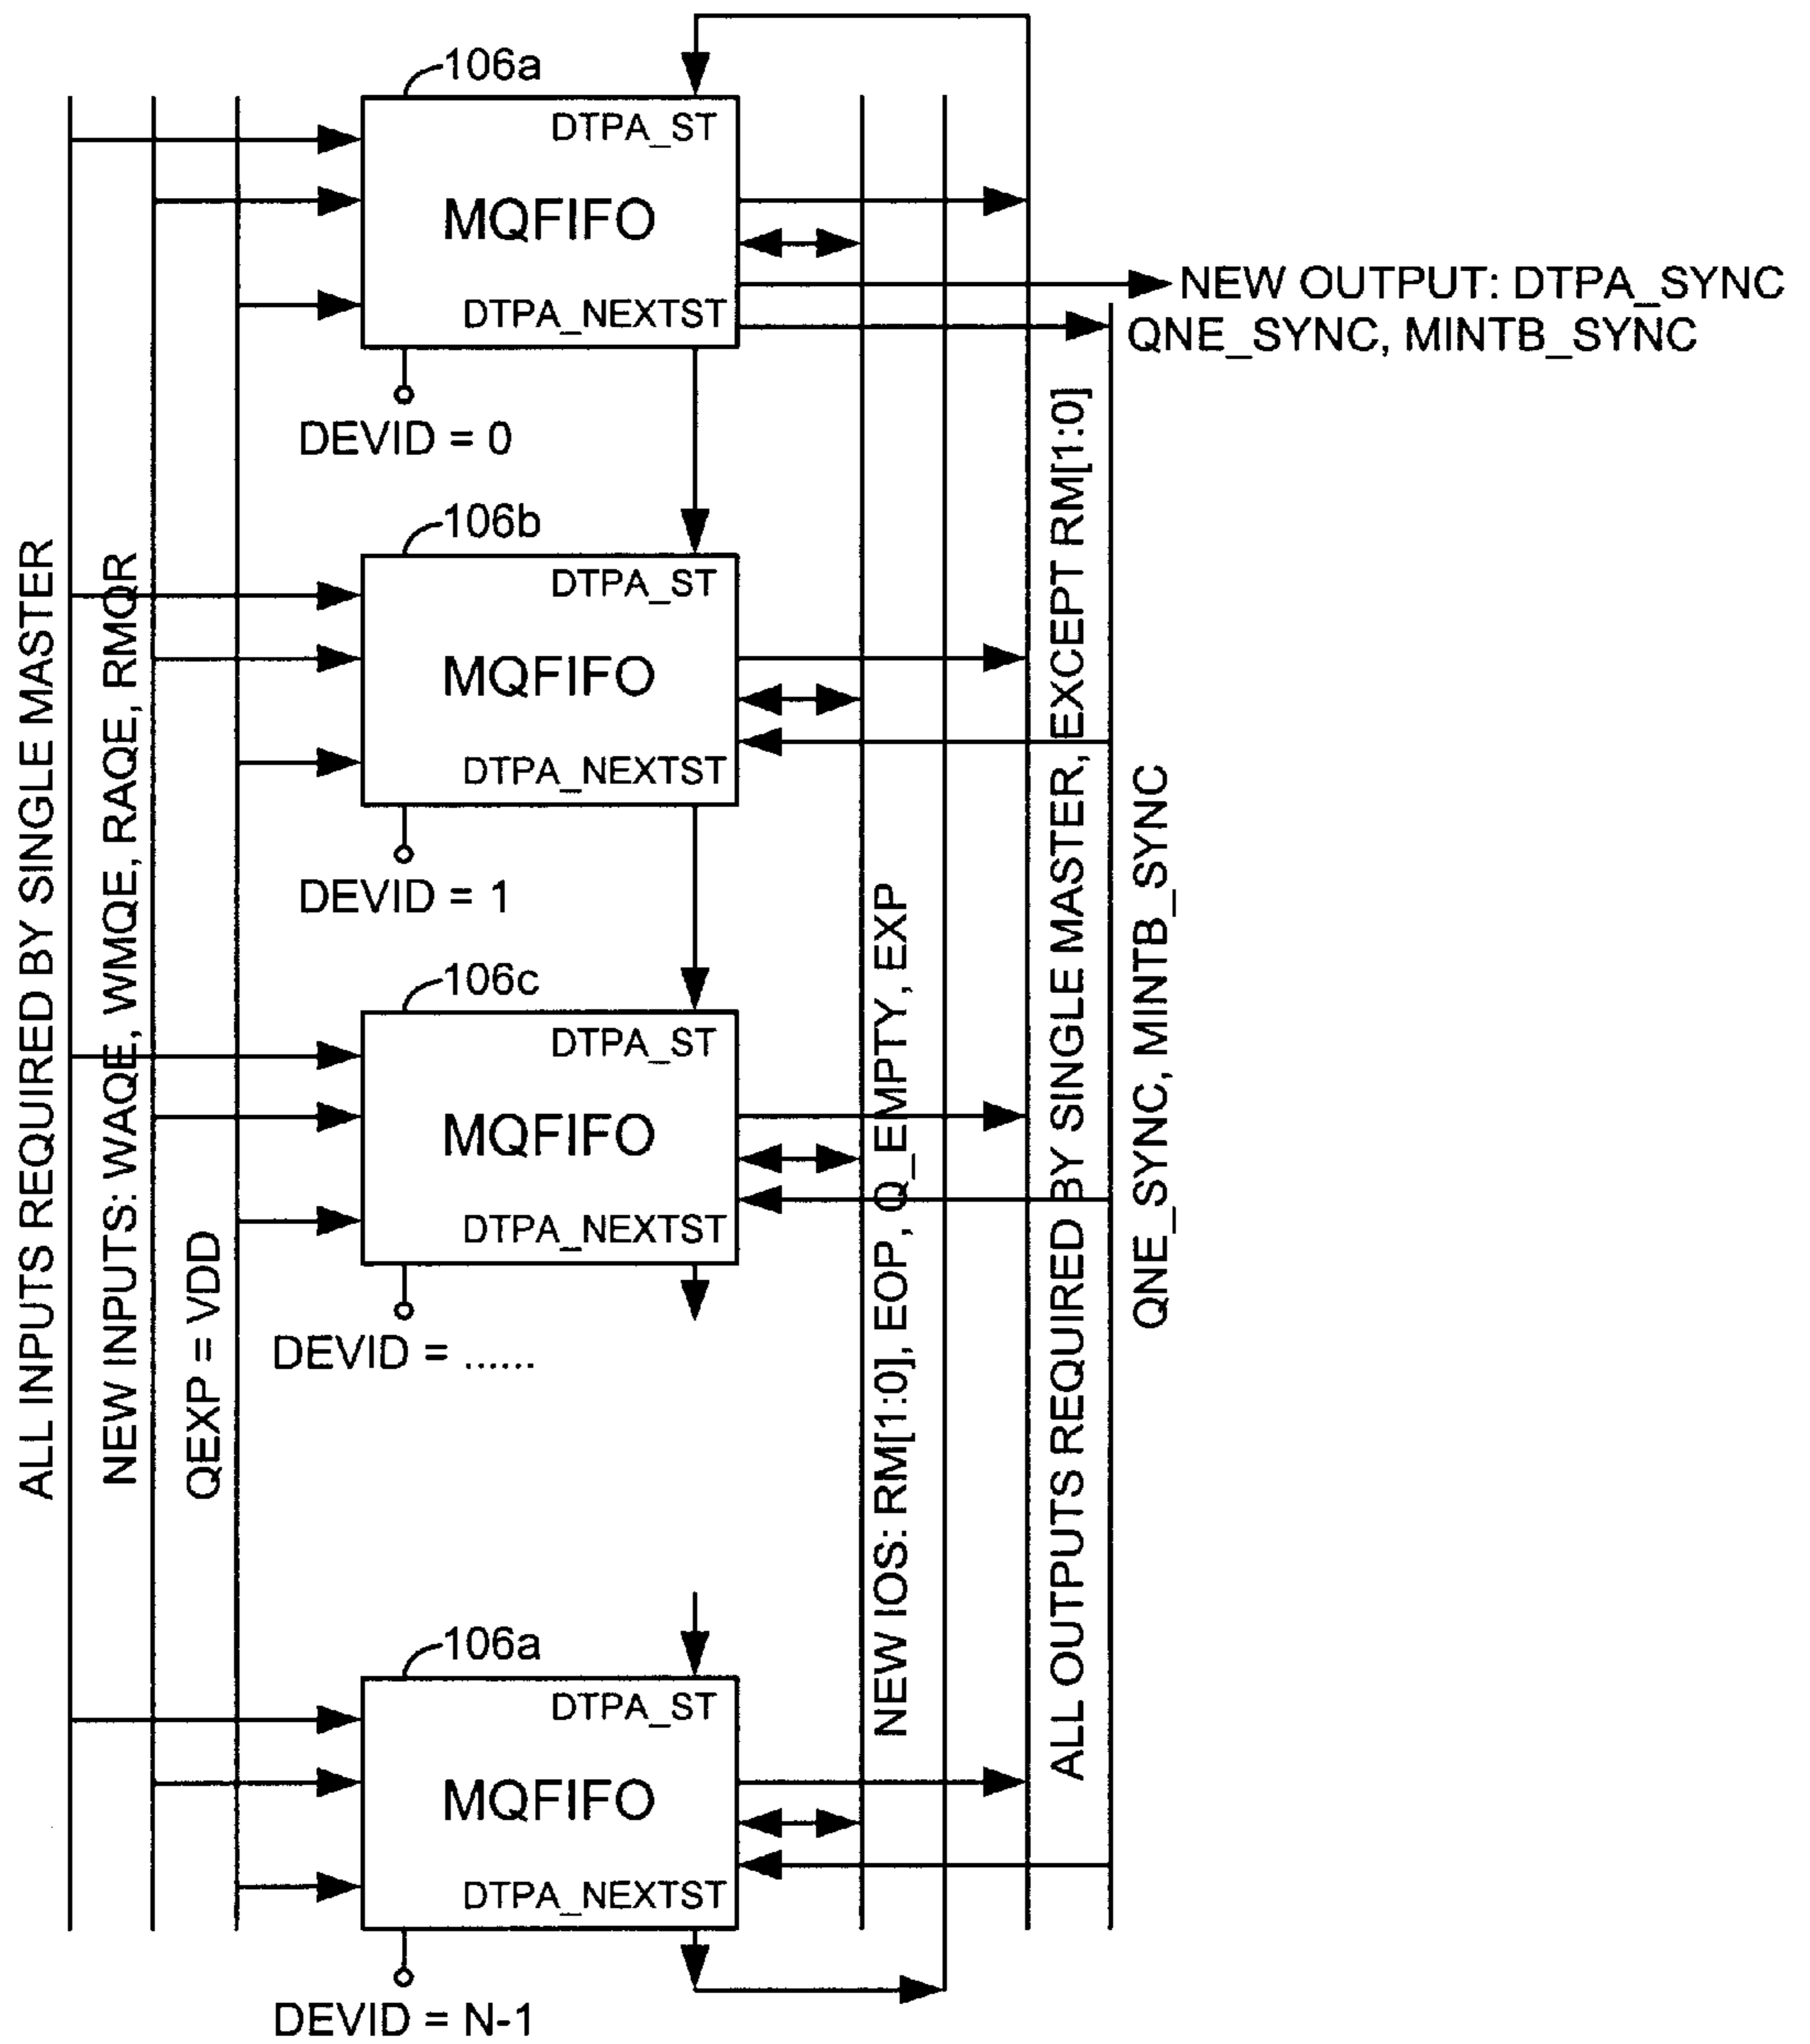 106a
DTPA_ST
MQFIFO
DTPA_NEXTST
NEW OUTPUT: DTPA_SYNC
QNE_SYNC, MINTB_SYNC
DEVID = 0
106b
DTPA_ST
MQFIFO
DTPA_NEXTST
DEVID = 1
106c
DTPA_ST
MQFIFO
DTPA_NEXTST
DEVID = ......
106a
DTPA_ST
MQFIFO
DTPA_NEXTST
DEVID = N-1
ALL INPUTS REQUIRED BY SINGLE MASTER
NEW INPUTS: WAQE, WMQE, RAQE, RMQR
QEXP = VDD
NEW IOS: RM[1:0], EOP, Q_EMPTY, EXP
ALL OUTPUTS REQUIRED BY SINGLE MASTER, EXCEPT RM[1:0]
QNE_SYNC, MINTB_SYNC